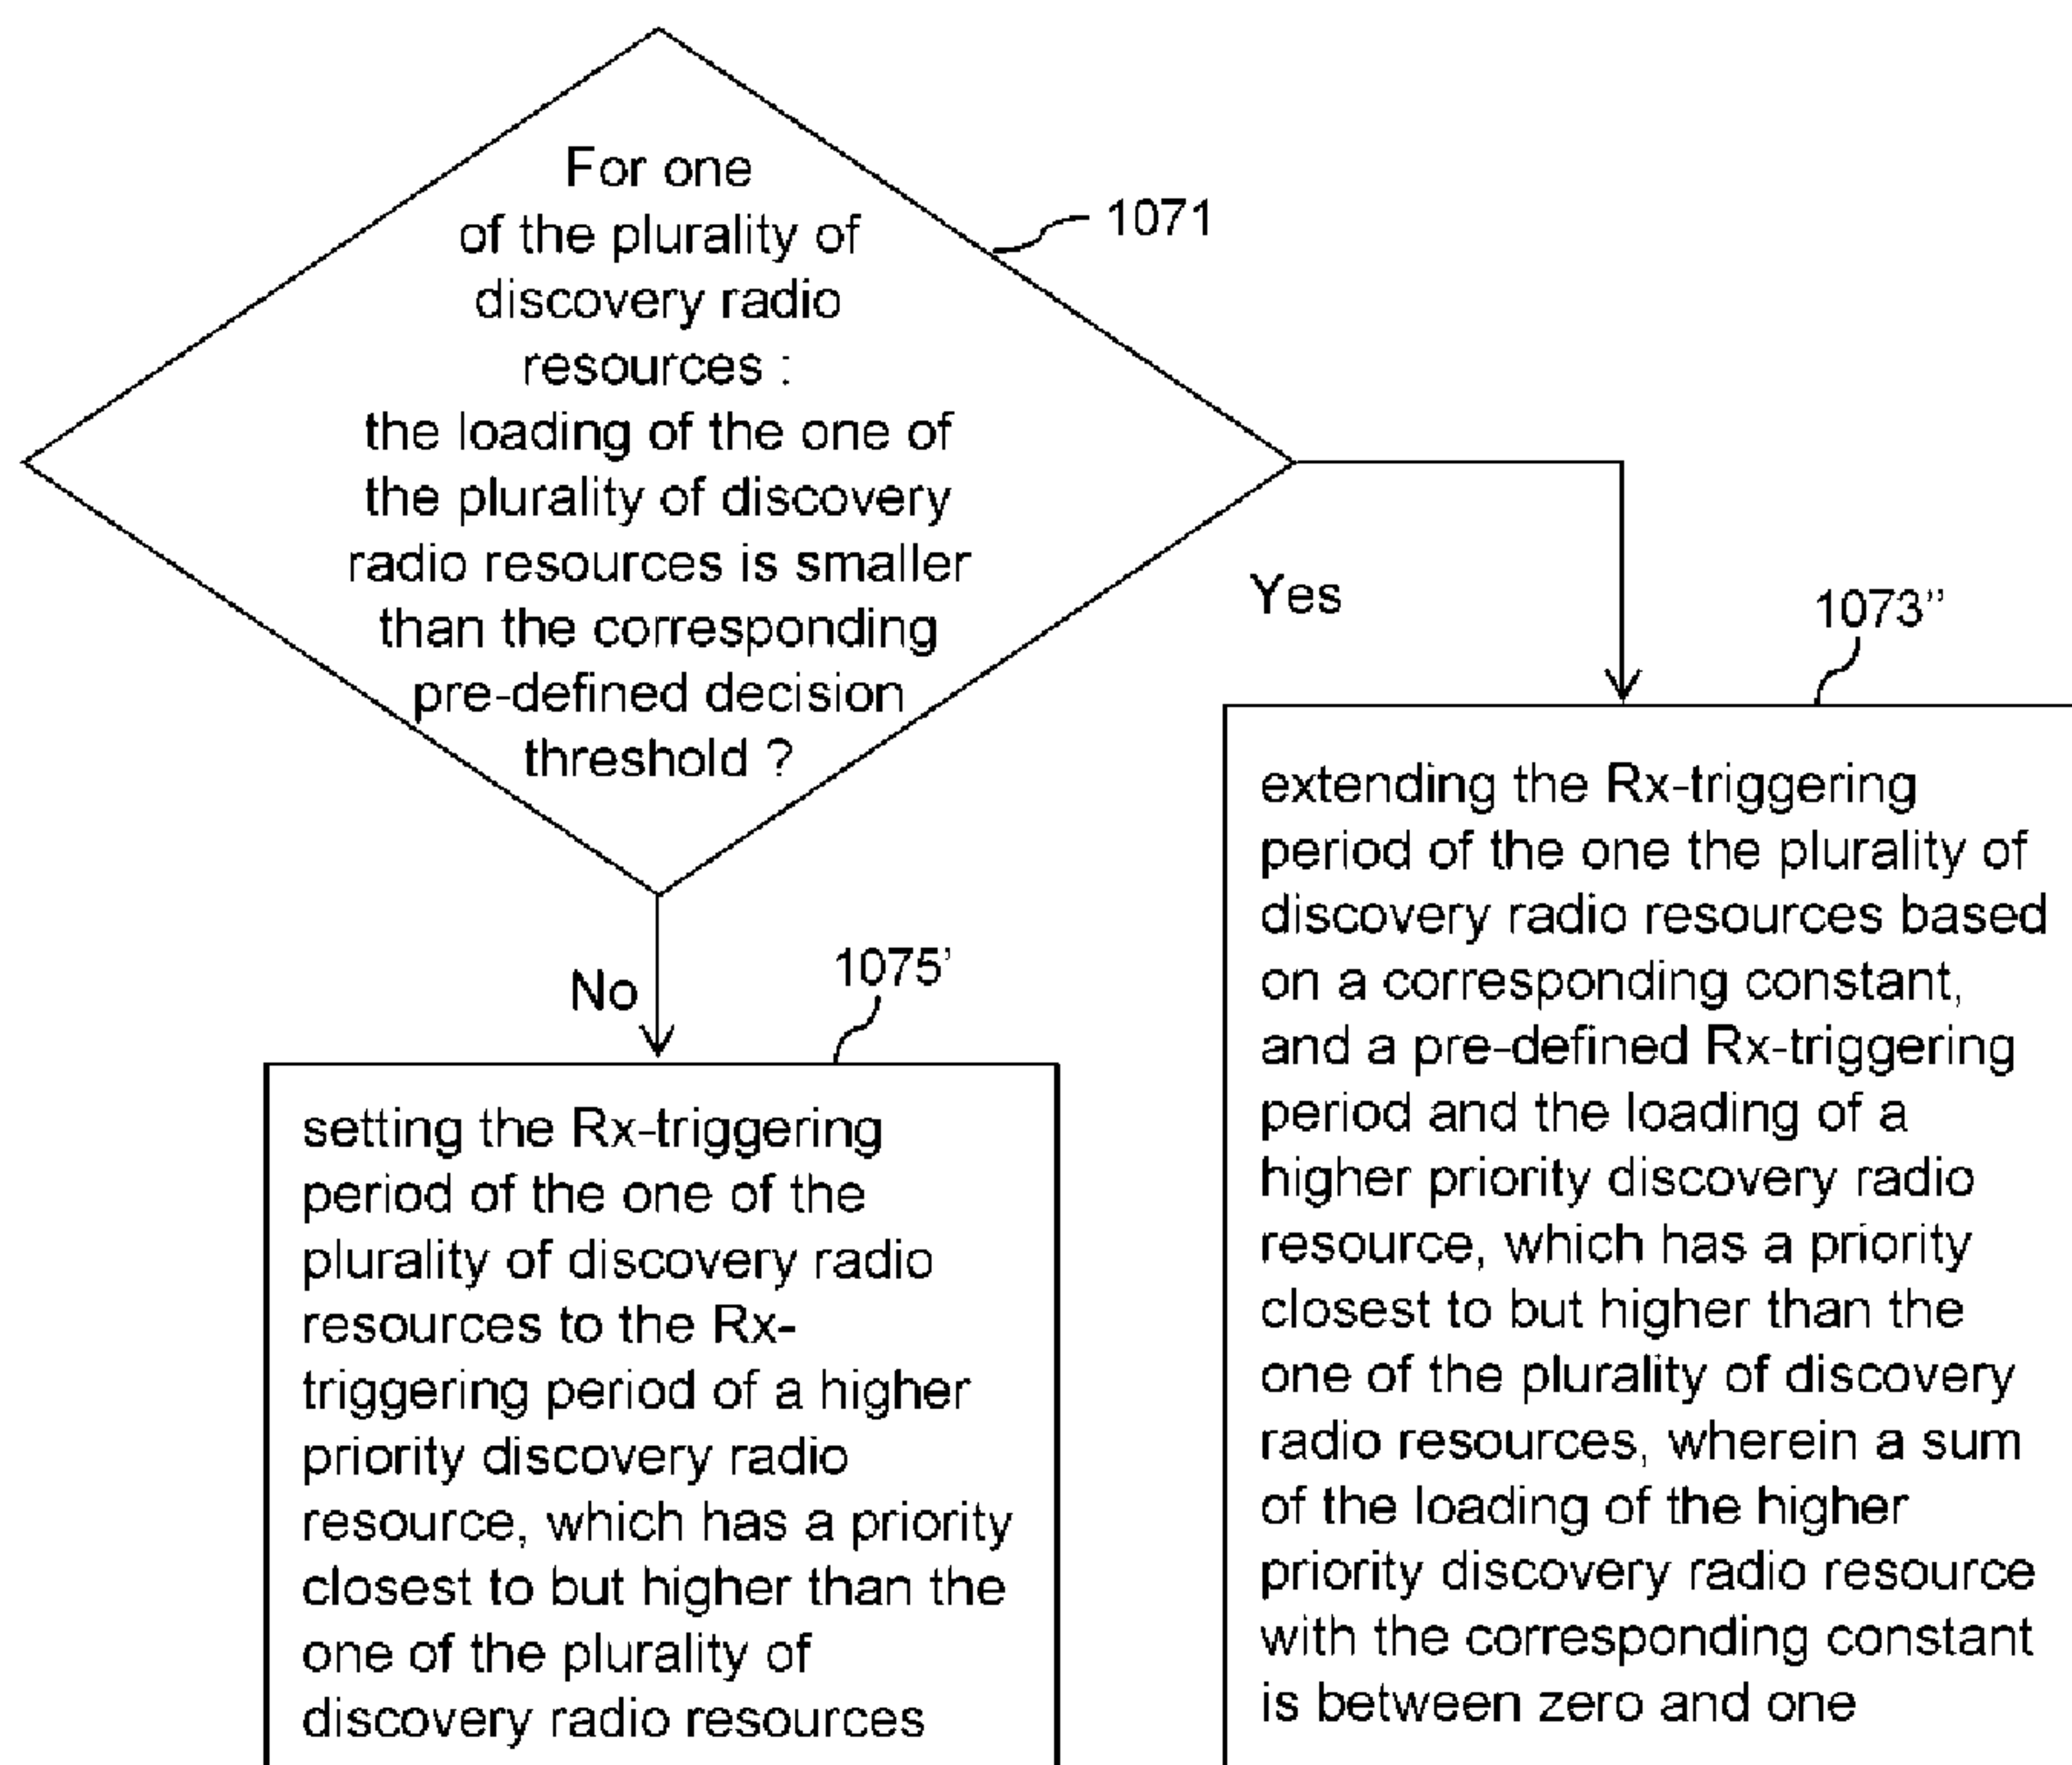 For one
of the plurality of
discovery radio
resources :
the loading of the one of
the plurality of discovery
radio resources is smaller
than the corresponding
pre-defined decision
threshold ?
1071
Yes
1073”
extending the Rx-triggering
period of the one the plurality of
discovery radio resources based
on a corresponding constant,
and a pre-defined Rx-triggering
period and the loading of a
higher priority discovery radio
resource, which has a priority
closest to but higher than the
one of the plurality of discovery
radio resources, wherein a sum
of the loading of the higher
priority discovery radio resource
with the corresponding constant
is between zero and one
No
1075’
setting the Rx-triggering
period of the one of the
plurality of discovery radio
resources to the Rx-
triggering period of a higher
priority discovery radio
resource, which has a priority
closest to but higher than the
one of the plurality of
discovery radio resources